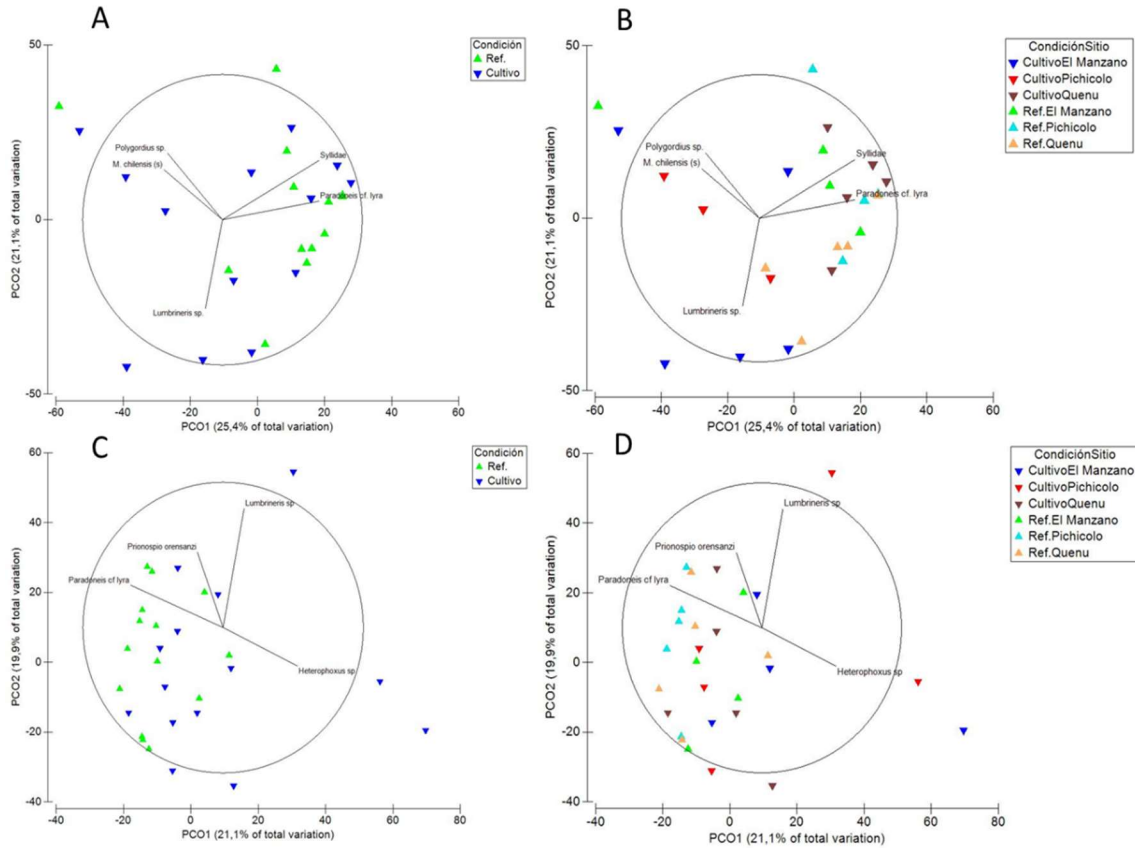 A
Condición
Ref.
Cultivo
50
0
-50
PCO2 (21,1% of total variation)
Polygordius sp.
M. chilensis (s)
Syllidae
Paradoneis cf. lyra
Lumbrineris sp.
-60
-40
-20
0
20
40
60
PCO1 (25,4% of total variation)
B
CondiciónSitio
CultivoEl Manzano
CultivoPichicolo
CultivoQuenu
Ref.El Manzano
Ref.Pichicolo
Ref.Quenu
50
0
-50
PCO2 (21,1% of total variation)
Polygordius sp.
M. chilensis (s)
Syllidae
Paradoneis cf. lyra
Lumbrineris sp.
-60
-40
-20
0
20
40
60
PCO1 (25,4% of total variation)
C
Condición
Ref.
Cultivo
60
40
20
0
-20
-40
PCO2 (19,9% of total variation)
Lumbrineris sp
Prionospio orensanzi
Paradoneis cf lyra
Heterophoxus sp
-40
-20
0
20
40
60
80
PCO1 (21,1% of total variation)
D
CondiciónSitio
CultivoEl Manzano
CultivoPichicolo
CultivoQuenu
Ref.El Manzano
Ref.Pichicolo
Ref.Quenu
60
40
20
0
-20
-40
PCO2 (19,9% of total variation)
Lumbrineris sp
Prionospio orensanzi
Paradoneis cf lyra
Heterophoxus sp
-40
-20
0
20
40
60
80
PCO1 (21,1% of total variation)